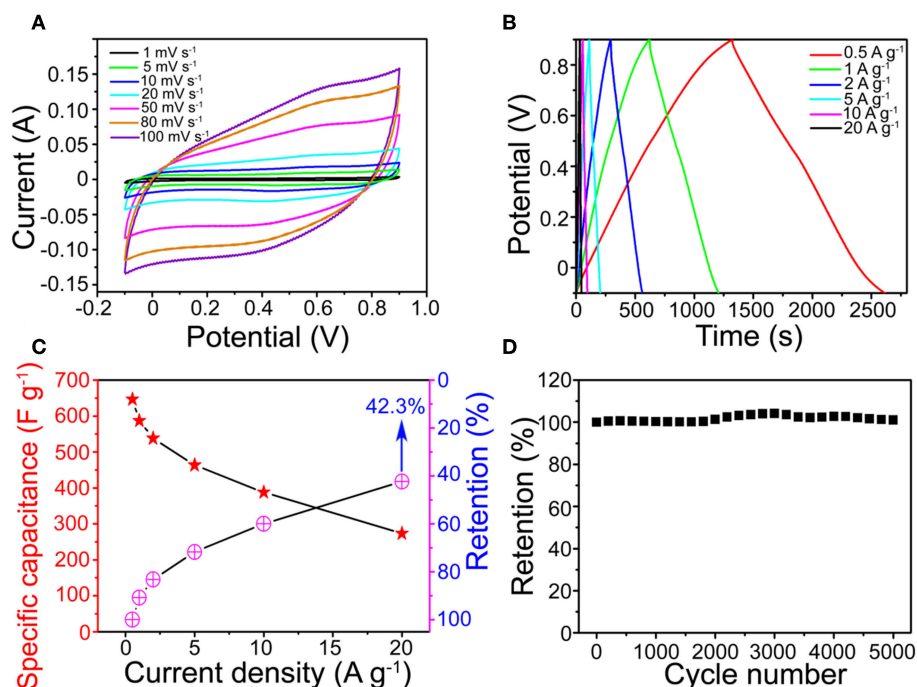 A
1 mV s⁻¹
5 mV s⁻¹
10 mV s⁻¹
20 mV s⁻¹
50 mV s⁻¹
80 mV s⁻¹
100 mV s⁻¹
0.15
0.10
0.05
0
-0.05
-0.10
-0.15
Current (A)
-0.2
0
0.2
0.4
0.6
0.8
1.0
Potential (V)
B
0.5 A g⁻¹
1 A g⁻¹
2 A g⁻¹
5 A g⁻¹
10 A g⁻¹
20 A g⁻¹
0.8
0.6
0.4
0.2
0
Potential (V)
0
500
1000
1500
2000
2500
Time (s)
C
700
600
500
400
300
200
100
0
Specific capacitance (F g⁻¹)
42.3%
0
20
40
60
80
100
Retention (%)
0
5
10
15
20
Current density (A g⁻¹)
D
120
100
80
60
40
20
0
Retention (%)
0
1000
2000
3000
4000
5000
Cycle number